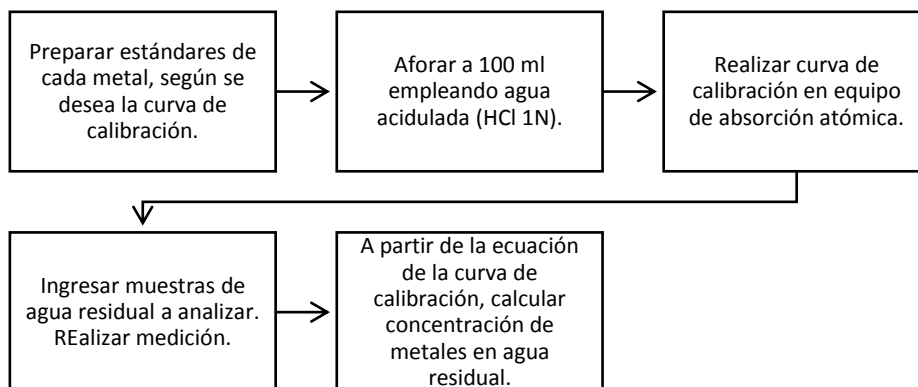 Preparar estándares de
cada metal, según se
desea la curva de
calibración.
Aforar a 100 ml
empleando agua
acidulada (HCl 1N).
Realizar curva de
calibración en equipo
de absorción atómica.
Ingresar muestras de
agua residual a analizar.
REalizar medición.
A partir de la ecuación
de la curva de
calibración, calcular
concentración de
metales en agua
residual.